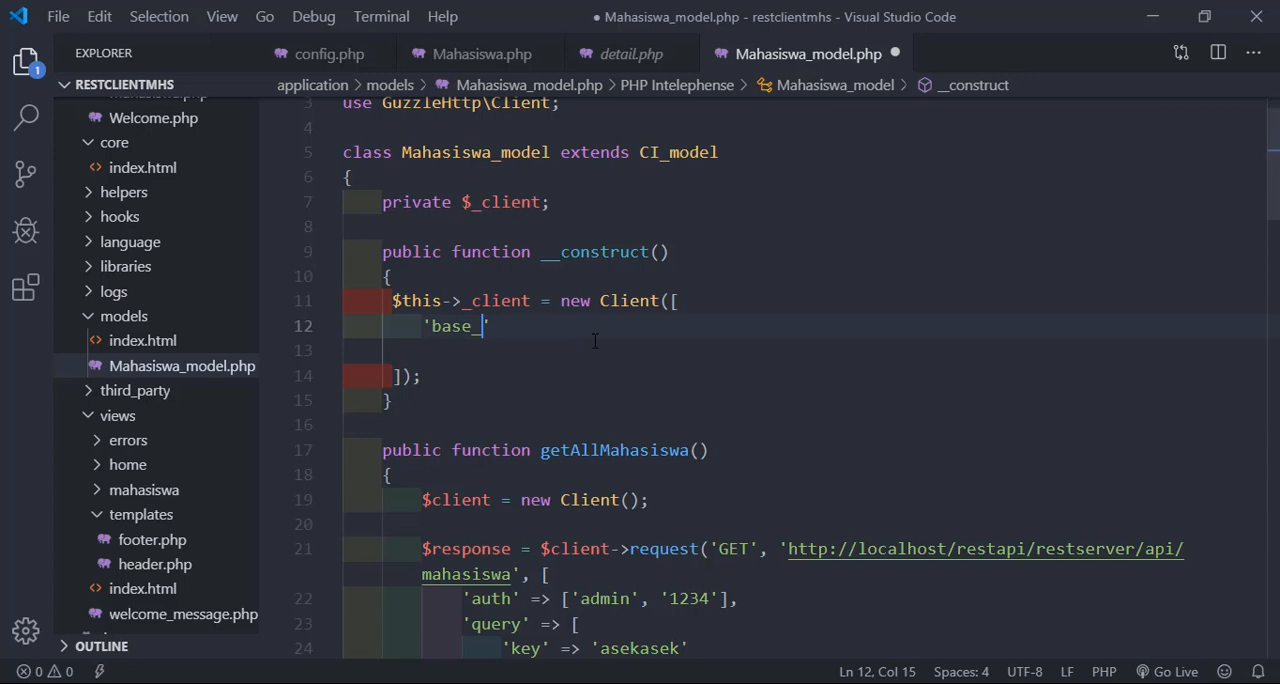 File Edit Selection View Go Debug Terminal Help
● Mahasiswa_model.php - restclientmhs - Visual Studio Code
EXPLORER
config.php Mahasiswa.php detail.php Mahasiswa_model.php
1
RESTCLIENTMHS
application > models > Mahasiswa_model.php > PHP Intelephense > Mahasiswa_model > __construct
Welcome.php
core
index.html
helpers
hooks
language
libraries
logs
models
index.html
Mahasiswa_model.php
third_party
views
errors
home
mahasiswa
templates
footer.php
header.php
index.html
welcome_message.php
OUTLINE
3 use GuzzleHttp\Client;
4
5 class Mahasiswa_model extends CI_model
6 {
7 private $_client;
8
9 public function __construct()
10 {
11 $this->_client = new Client([
12 'base_'
13
14 ]);
15 }
16
17 public function getAllMahasiswa()
18 {
19 $client = new Client();
20
21 $response = $client->request('GET', 'http://localhost/restapi/restserver/api/
mahasiswa', [
22 'auth' => ['admin', '1234'],
23 'query' => [
24 'key' => 'asekasek'
0 0 Ln 12, Col 15 Spaces: 4 UTF-8 LF PHP Go Live